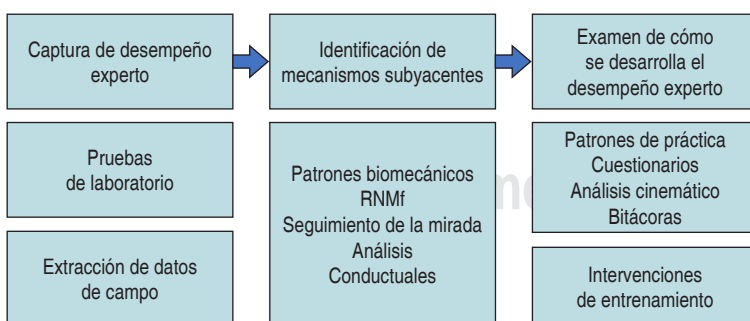 Captura de desempeño
experto
Identificación de
mecanismos subyacentes
Examen de cómo
se desarrolla el
desempeño experto
Pruebas
de laboratorio
Extracción de datos
de campo
Patrones biomecánicos
RNMf
Seguimiento de la mirada
Análisis
Conductuales
Patrones de práctica
Cuestionarios
Análisis cinemático
Bitácoras
Intervenciones
de entrenamiento